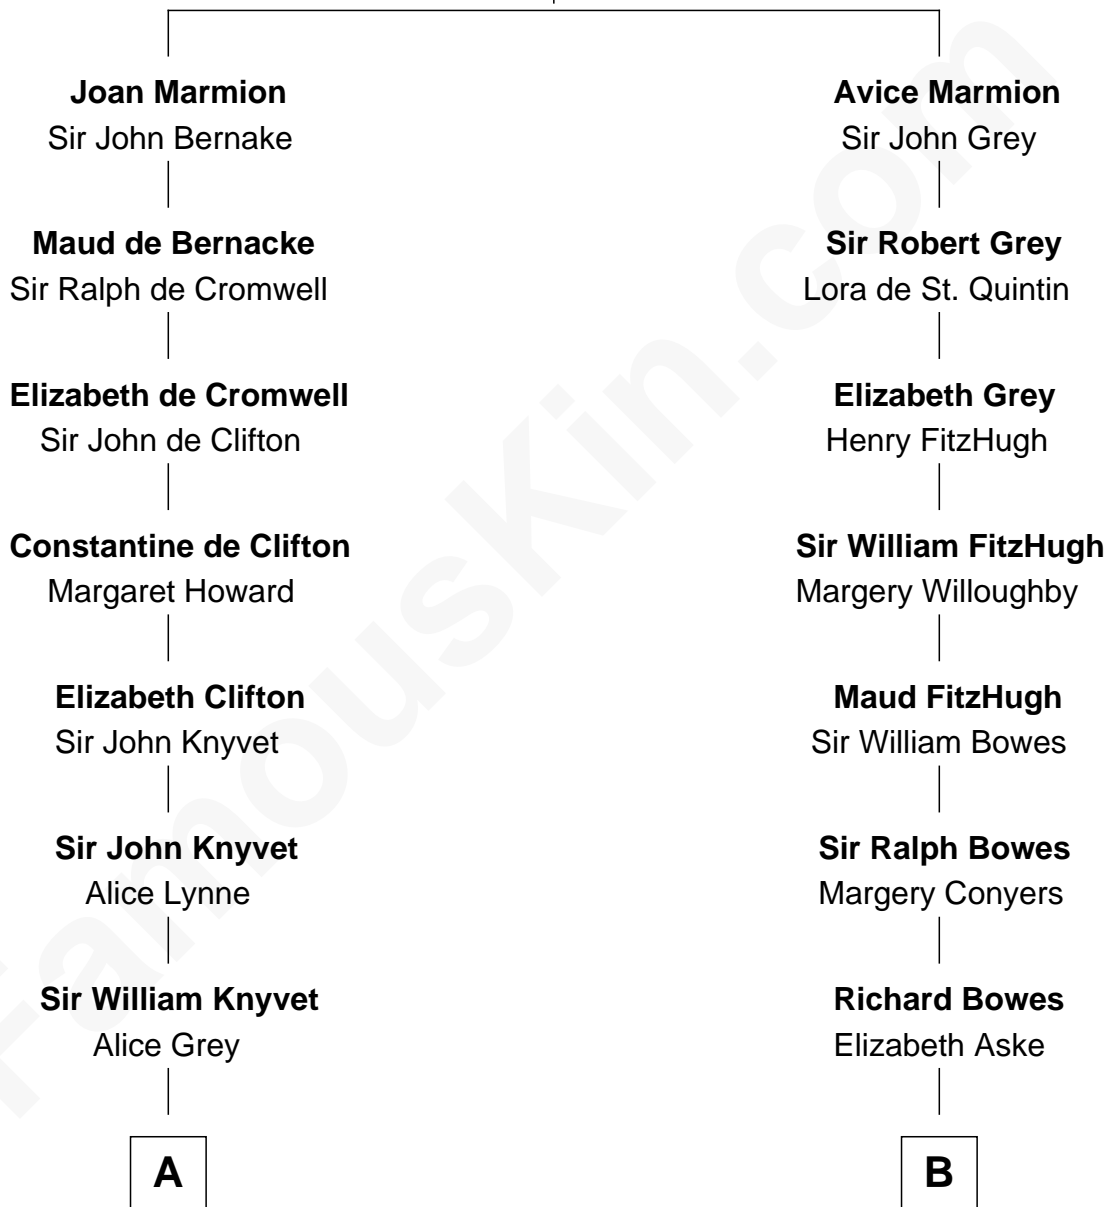 Joan Marmion
Sir John Bernake
Maud de Bernacke
Sir Ralph de Cromwell
Elizabeth de Cromwell
Sir John de Clifton
Constantine de Clifton
Margaret Howard
Elizabeth Clifton
Sir John Knyvet
Sir John Knyvet
Alice Lynne
Sir William Knyvet
Alice Grey
A
Avice Marmion
Sir John Grey
Sir Robert Grey
Lora de St. Quintin
Elizabeth Grey
Henry FitzHugh
Sir William FitzHugh
Margery Willoughby
Maud FitzHugh
Sir William Bowes
Sir Ralph Bowes
Margery Conyers
Richard Bowes
Elizabeth Aske
B
FamousKin.com